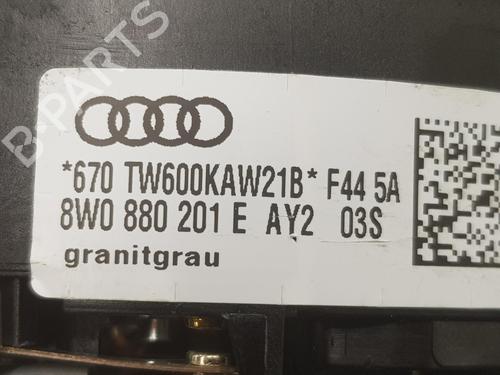 B-PARTS
*670 TW600KAW21B* F44 5A
8W0 880 201 E AY2 03S
granitgrau